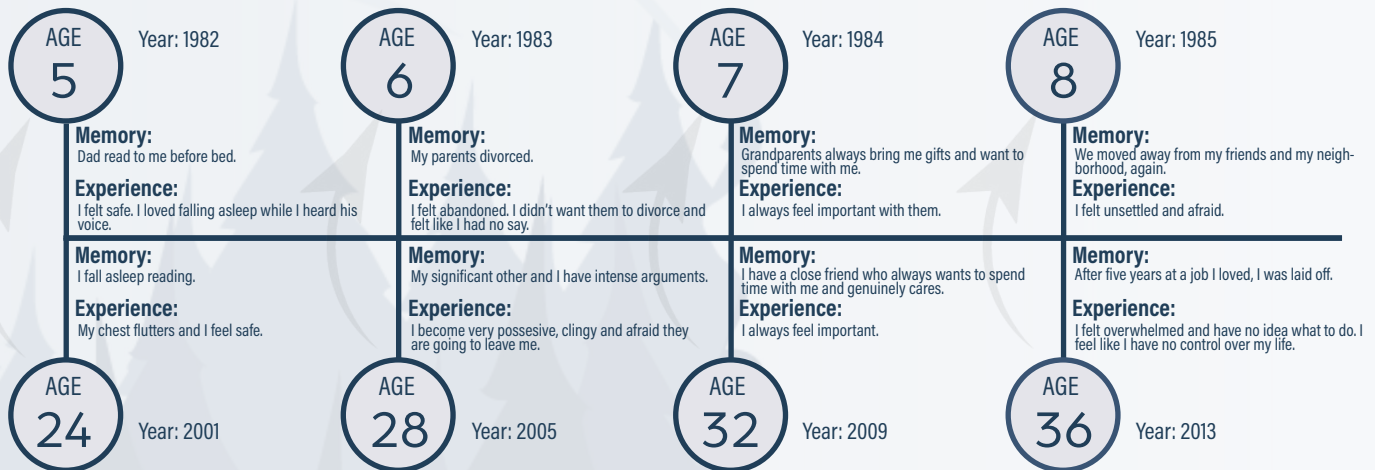 AGE
5
Year: 1982
Memory:
Dad read to me before bed.
Experience:
I felt safe. I loved falling asleep while I heard his
voice.
AGE
6
Year: 1983
Memory:
My parents divorced.
Experience:
I felt abandoned. I didn't want them to divorce and
felt like I had no say.
AGE
7
Year: 1984
Memory:
Grandparents always bring me gifts and want to
spend time with me.
Experience:
I always feel important with them.
AGE
8
Year: 1985
Memory:
We moved away from my friends and my neigh-
borhood, again.
Experience:
I felt unsettled and afraid.
Memory:
I fall asleep reading.
Experience:
My chest flutters and I feel safe.
AGE
24
Year: 2001
Memory:
My significant other and I have intense arguments.
Experience:
I become very possesive, clingy and afraid they
are going to leave me.
AGE
28
Year: 2005
Memory:
I have a close friend who always wants to spend
time with me and genuinely cares.
Experience:
I always feel important.
AGE
32
Year: 2009
Memory:
After five years at a job I loved, I was laid off.
Experience:
I felt overwhelmed and have no idea what to do. I
feel like I have no control over my life.
AGE
36
Year: 2013